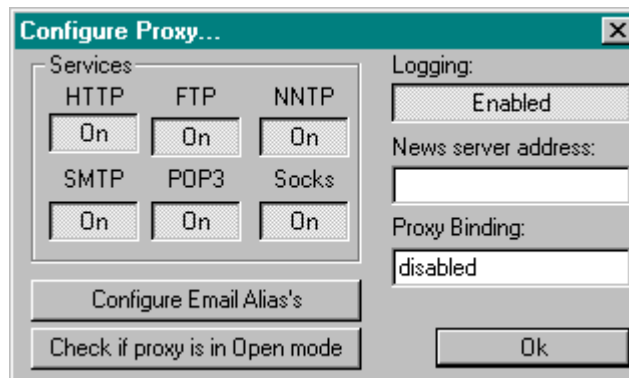 Configure Proxy...
Services
HTTP FTP NNTP
On On On
SMTP POP3 Socks
On On On
Configure Email Alias's
Check if proxy is in Open mode
Logging:
Enabled
News server address:
Proxy Binding:
disabled
Ok